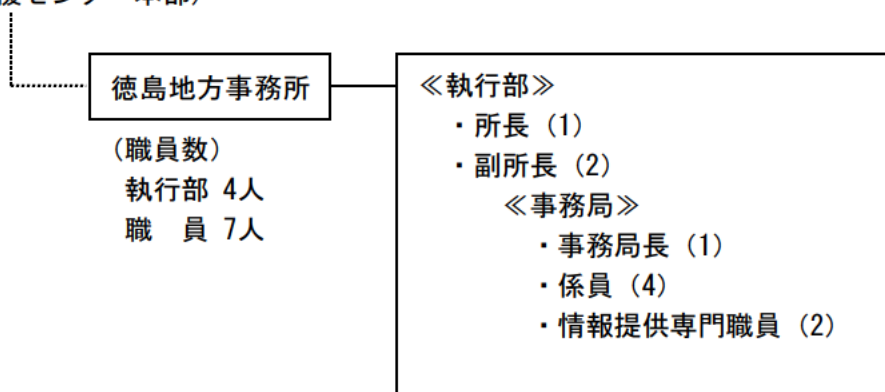 徳島地方事務所
(職員数)
執行部 4人
職　員 7人
≪執行部≫
・所長 (1)
・副所長 (2)
≪事務局≫
・事務局長 (1)
・係員 (4)
・情報提供専門職員 (2)